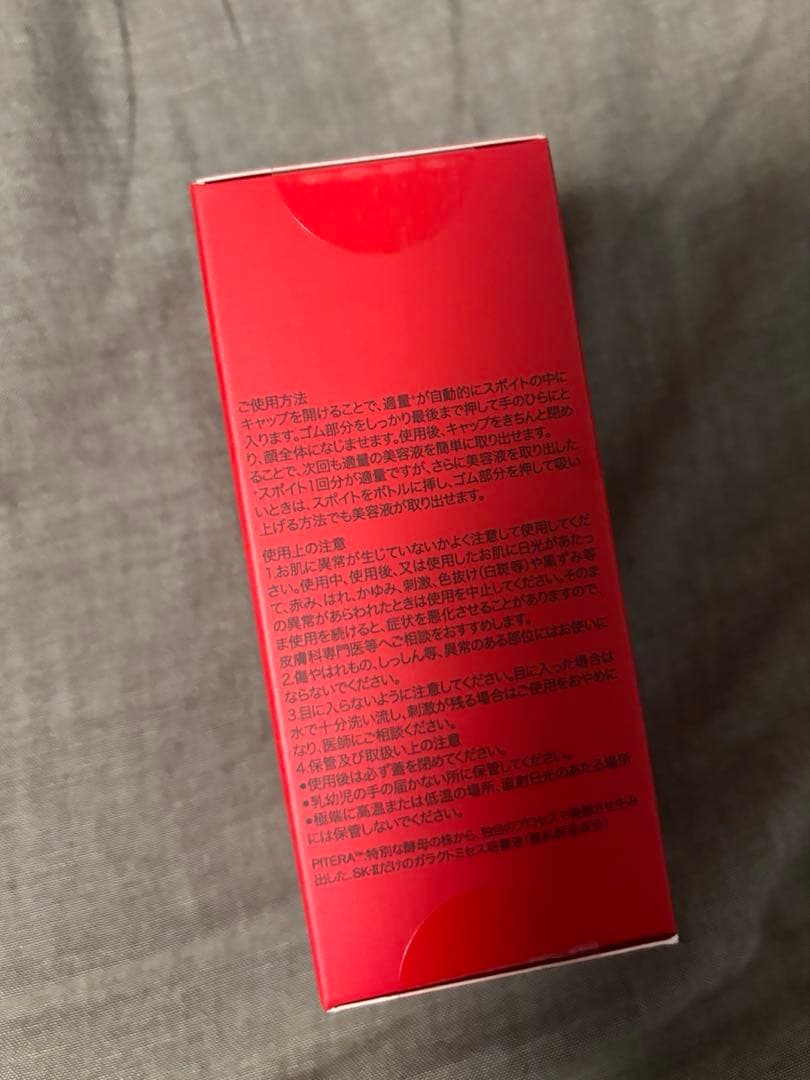 ご使用方法
キャップを開けることで、適量*が自動的にスポイトの中に
入ります。ゴム部分をしっかり最後まで押して手のひらにと
り、顔全体になじませます。使用後、キャップをきちんと閉め
ることで、次回も適量の美容液を簡単に取り出せます。
*スポイト1回分が適量ですが、さらに美容液を取り出した
いときは、スポイトをボトルに挿し、ゴム部分を押して吸い
上げる方法でも美容液が取り出せます。
使用上の注意
1.お肌に異常が生じていないかよく注意して使用してくだ
さい。使用中、使用後、又は使用したお肌に日光があたっ
て、赤み、はれ、かゆみ、刺激、色抜け(白斑等)や黒ずみ等
の異常があらわれたときは使用を中止してください。そのま
ま使用を続けると、症状を悪化させることがありますので、
皮膚科専門医等へご相談をおすすめします。
2.傷やはれもの、しっしん等、異常のある部位にはお使いに
ならないでください。
3.目に入らないように注意してください。目に入った場合は
水で十分洗い流し、刺激が残る場合はご使用をおやめに
なり、医師にご相談ください。
4.保管及び取扱い上の注意
●使用後は必ず蓋を閉めてください。
●乳幼児の手の届かない所に保管してください。
●極端に高温または低温の場所、直射日光のあたる場所
には保管しないでください。
PITERA™:特別な酵母の株から、独自のプロセスで発酵させ生み
出した、SK-IIだけのガラクトミセス培養液(整肌保湿成分)